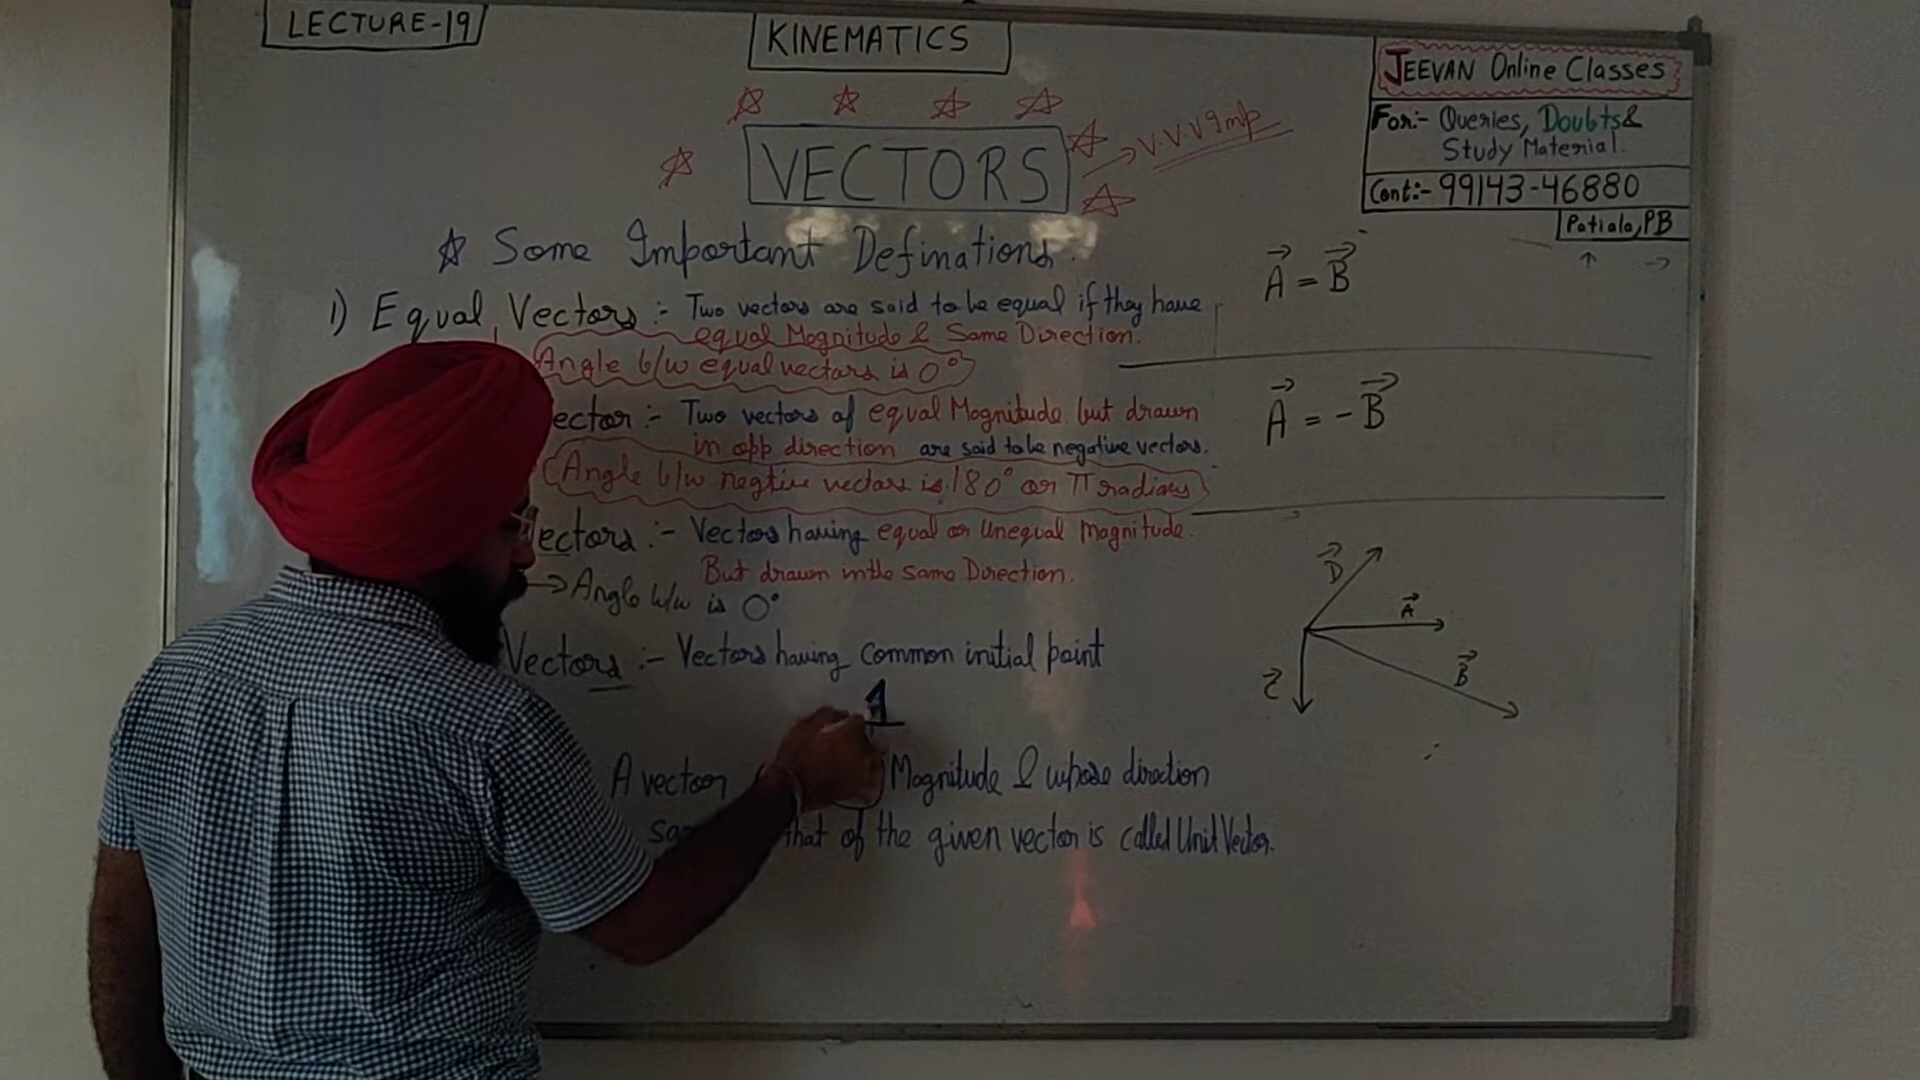 LECTURE-19
KINEMATICS
JEEVAN Online Classes
For:- Queries, Doubts &
Study Material.
Cont:- 99143-46880
Patiala, PB
VECTORS
V.V.V Imp
Some Important Definations
1) Equal Vectors :- Two vectors are said to be equal if they have
equal Magnitude & Same Direction.
Angle b/w equal vectors is 0°
A⃗ = B⃗
ector :- Two vectors of equal Magnitude but drawn
in opp direction are said to be negative vectors.
Angle b/w negtive vectors is 180° or π radians
A⃗ = -B⃗
Vectors :- Vectors having equal or Unequal Magnitude.
But drawn in the same Direction.
→ Angle b/w is 0°
Vectors :- Vectors having common initial point
D⃗
A⃗
B⃗
1
A vector Magnitude & whose direction
that of the given vector is called Unit Vector.